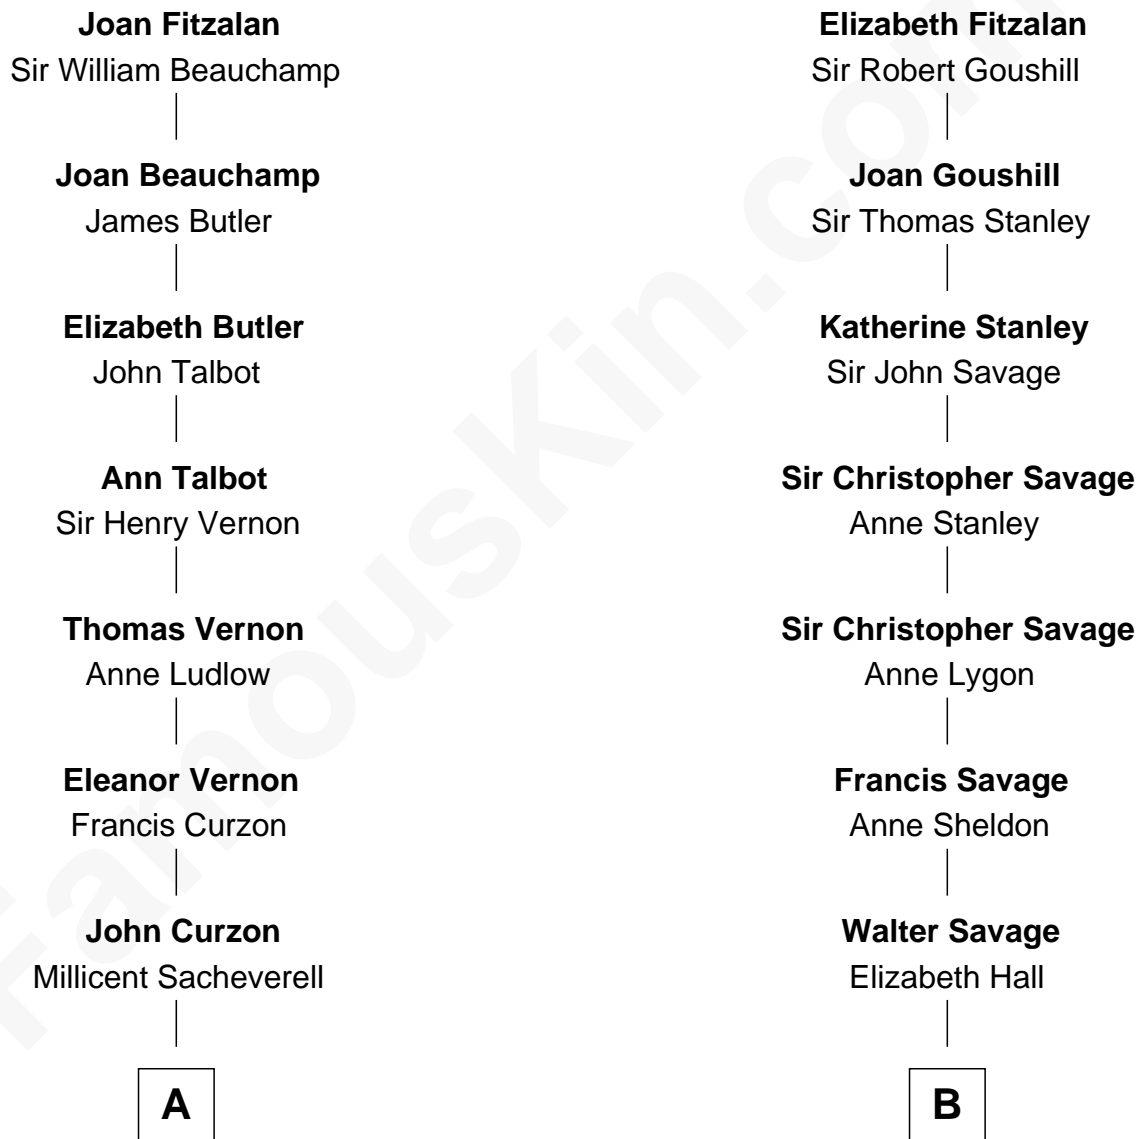 Joan Fitzalan
Sir William Beauchamp
Joan Beauchamp
James Butler
Elizabeth Butler
John Talbot
Ann Talbot
Sir Henry Vernon
Thomas Vernon
Anne Ludlow
Eleanor Vernon
Francis Curzon
John Curzon
Millicent Sacheverell
A
Elizabeth Fitzalan
Sir Robert Goushill
Joan Goushill
Sir Thomas Stanley
Katherine Stanley
Sir John Savage
Sir Christopher Savage
Anne Stanley
Sir Christopher Savage
Anne Lygon
Francis Savage
Anne Sheldon
Walter Savage
Elizabeth Hall
B
FamousKin.com